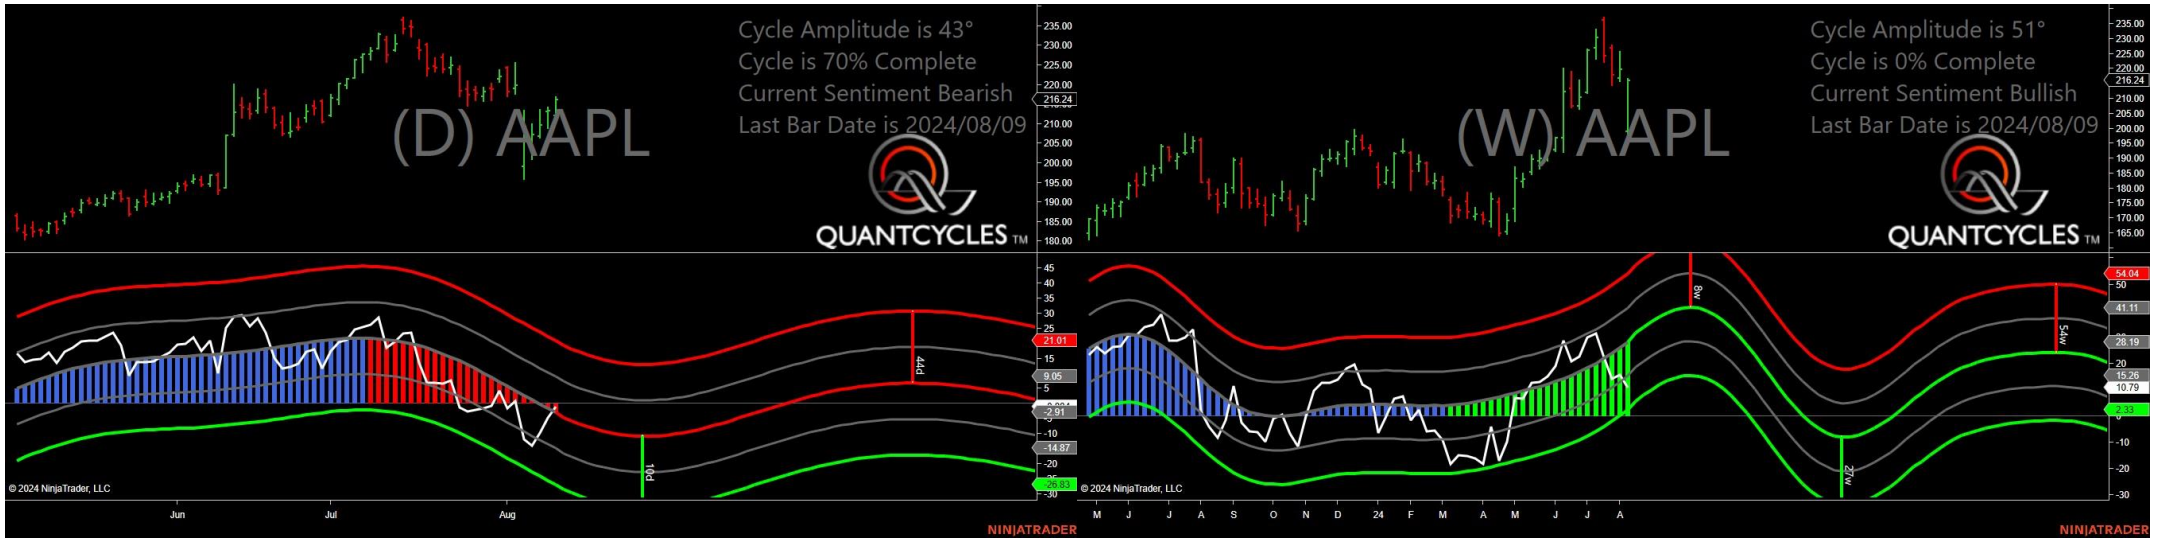 Cycle Amplitude is 43°
Cycle is 70% Complete
Current Sentiment Bearish
Last Bar Date is 2024/08/09
(D) AAPL
QUANTCYCLES TM
235.00
230.00
225.00
220.00
216.24
210.00
205.00
200.00
195.00
190.00
185.00
180.00
45
40
35
30
25
21.01
15
9.05
5
-2.91
-10
-14.87
-20
-26.83
-30
44d
10d
© 2024 NinjaTrader, LLC
Jun
Jul
Aug
NINJATRADER
Cycle Amplitude is 51°
Cycle is 0% Complete
Current Sentiment Bullish
Last Bar Date is 2024/08/09
(W) AAPL
QUANTCYCLES TM
235.00
230.00
225.00
220.00
216.24
210.00
205.00
200.00
195.00
190.00
185.00
180.00
175.00
170.00
165.00
54.04
50
41.11
28.19
20
15.26
10.79
2.33
-10
-20
-30
8w
54w
27w
© 2024 NinjaTrader, LLC
M J J A S O N D 24 F M A M J J A
NINJATRADER